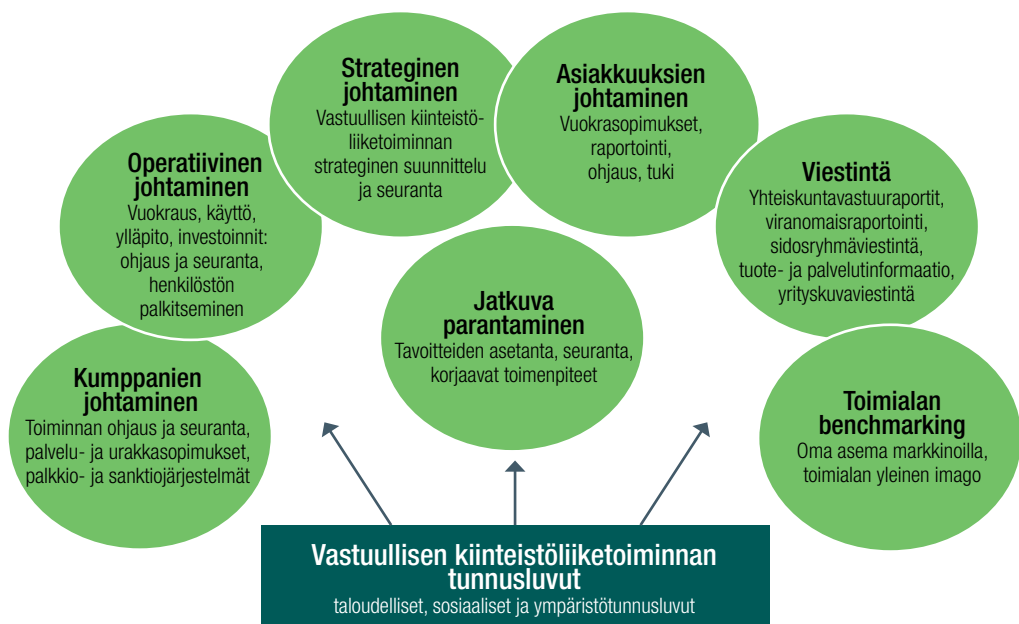 Strateginen
johtaminen
Vastuullisen kiinteistö-
liiketoiminnan
strateginen suunnittelu
ja seuranta
Asiakkuuksien
johtaminen
Vuokrasopimukset,
raportointi,
ohjaus, tuki
Operatiivinen
johtaminen
Vuokraus, käyttö,
ylläpito, investoinnit:
ohjaus ja seuranta,
henkilöstön
palkitseminen
Viestintä
Yhteiskuntavastuuraportit,
viranomaisraportointi,
sidosryhmäviestintä,
tuote- ja palvelutinformaatio,
yrityskuvaviestintä
Jatkuva
parantaminen
Tavoitteiden asetanta, seuranta,
korjaavat toimenpiteet
Kumppanien
johtaminen
Toiminnan ohjaus ja seuranta,
palvelu- ja urakkasopimukset,
palkkio- ja sanktiojärjestelmät
Toimialan
benchmarking
Oma asema markkinoilla,
toimialan yleinen imago
Vastuullisen kiinteistöliiketoiminnan
tunnusluvut
taloudelliset, sosiaaliset ja ympäristötunnusluvut